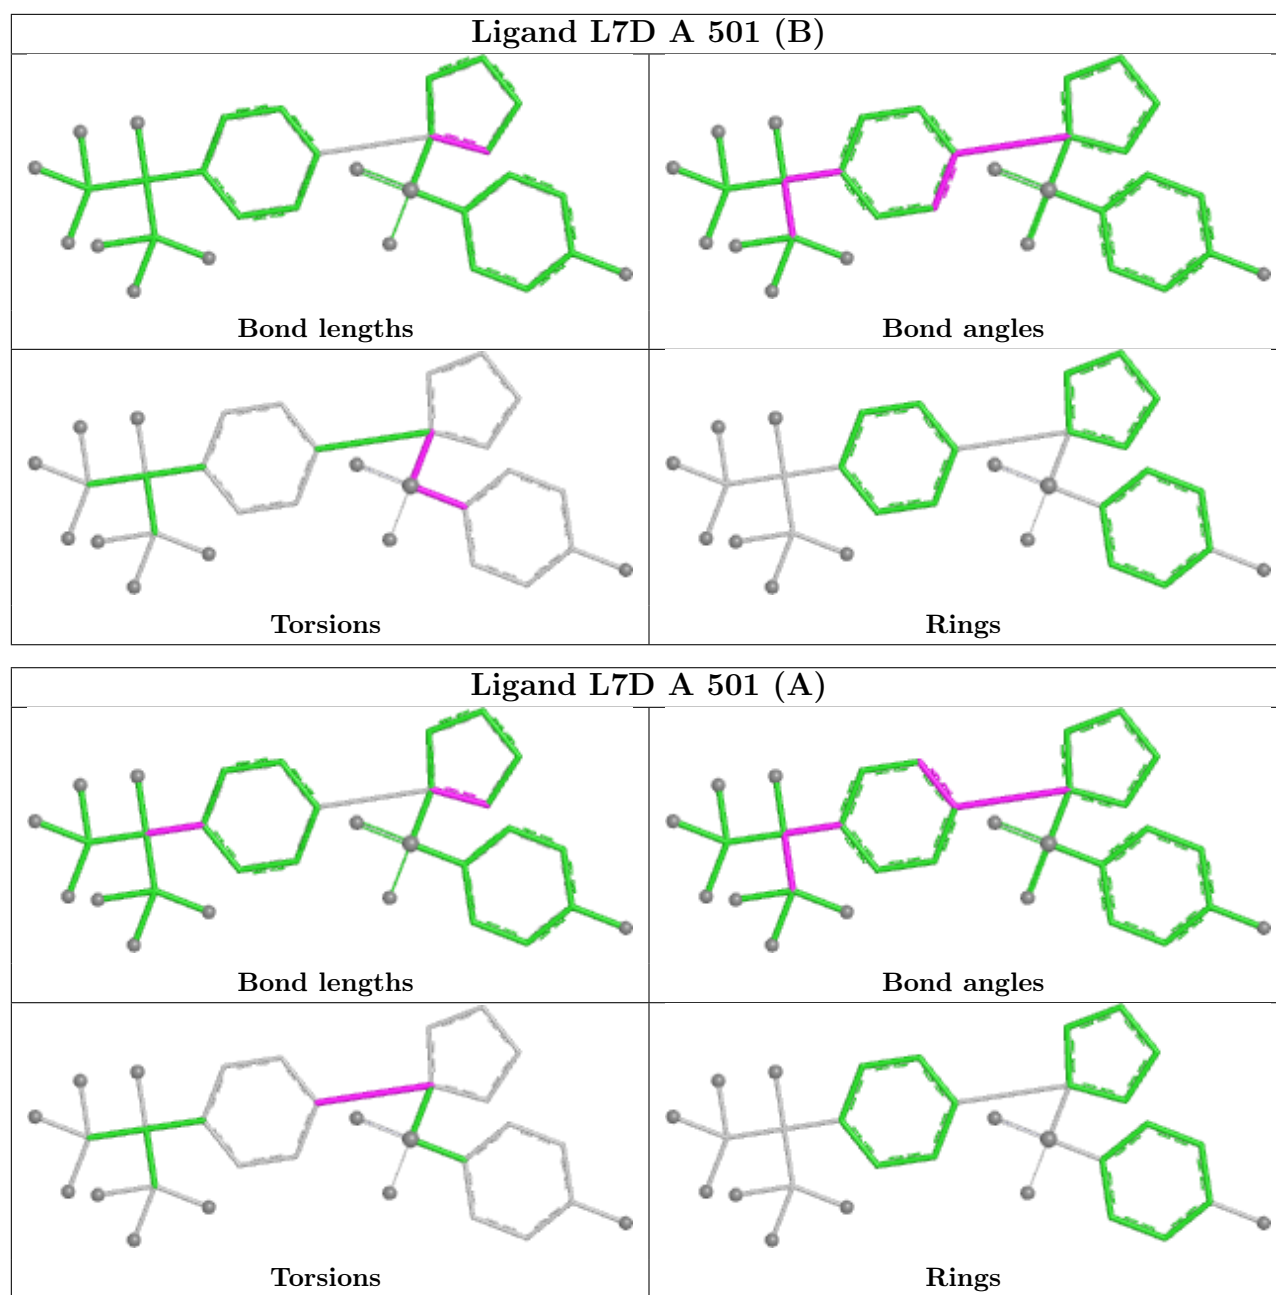 Ligand L7D A 501 (B)
Bond lengths
Bond angles
Torsions
Rings
Ligand L7D A 501 (A)
Bond lengths
Bond angles
Torsions
Rings